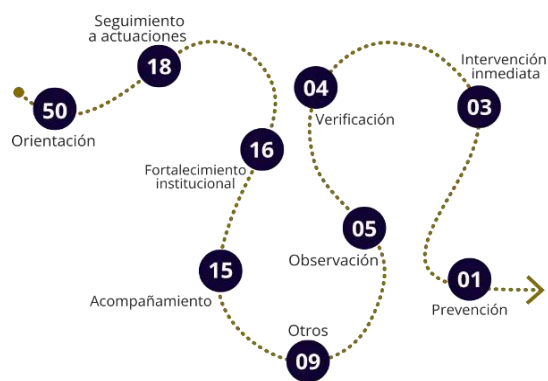 50
Orientación
Seguimiento
a actuaciones
18
16
Fortalecimiento
institucional
15
Acompañamiento
Otros
09
05
Observación
04
Verificación
Intervención
inmediata
03
01
Prevención